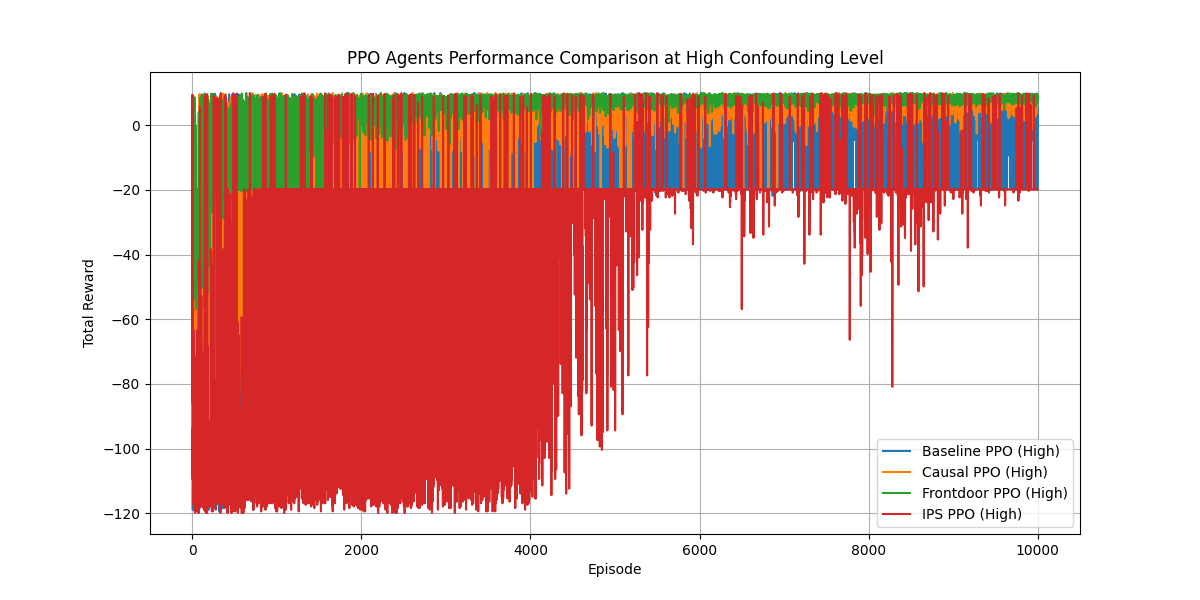 PPO Agents Performance Comparison at High Confounding Level
Total Reward
0
−20
−40
−60
−80
−100
−120
0
2000
4000
6000
8000
10000
Episode
Baseline PPO (High)
Causal PPO (High)
Frontdoor PPO (High)
IPS PPO (High)